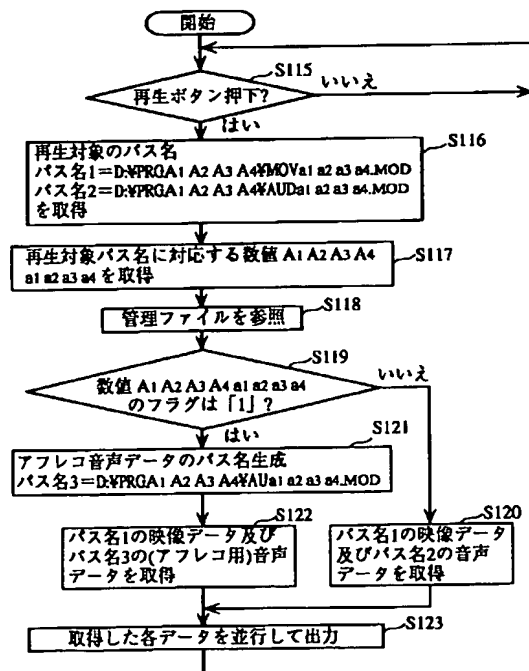 開始
S115
再生ボタン押下?
いいえ
はい
S116
再生対象のパス名
パス名1=D:¥PRGA1 A2 A3 A4¥MOVa1 a2 a3 a4.MOD
パス名2=D:¥PRGA1 A2 A3 A4¥AUDa1 a2 a3 a4.MOD
を取得
S117
再生対象パス名に対応する数値 A1 A2 A3 A4
a1 a2 a3 a4 を取得
S118
管理ファイルを参照
S119
数値 A1 A2 A3 A4 a1 a2 a3 a4
のフラグは「1」?
いいえ
はい
S121
アフレコ音声データのパス名生成
パス名3=D:¥PRGA1 A2 A3 A4¥AUa1 a2 a3 a4.MOD
S122
パス名1の映像データ及び
パス名3の(アフレコ用)音声
データを取得
S120
パス名1の映像データ
及びパス名2の音声
データを取得
S123
取得した各データを並行して出力